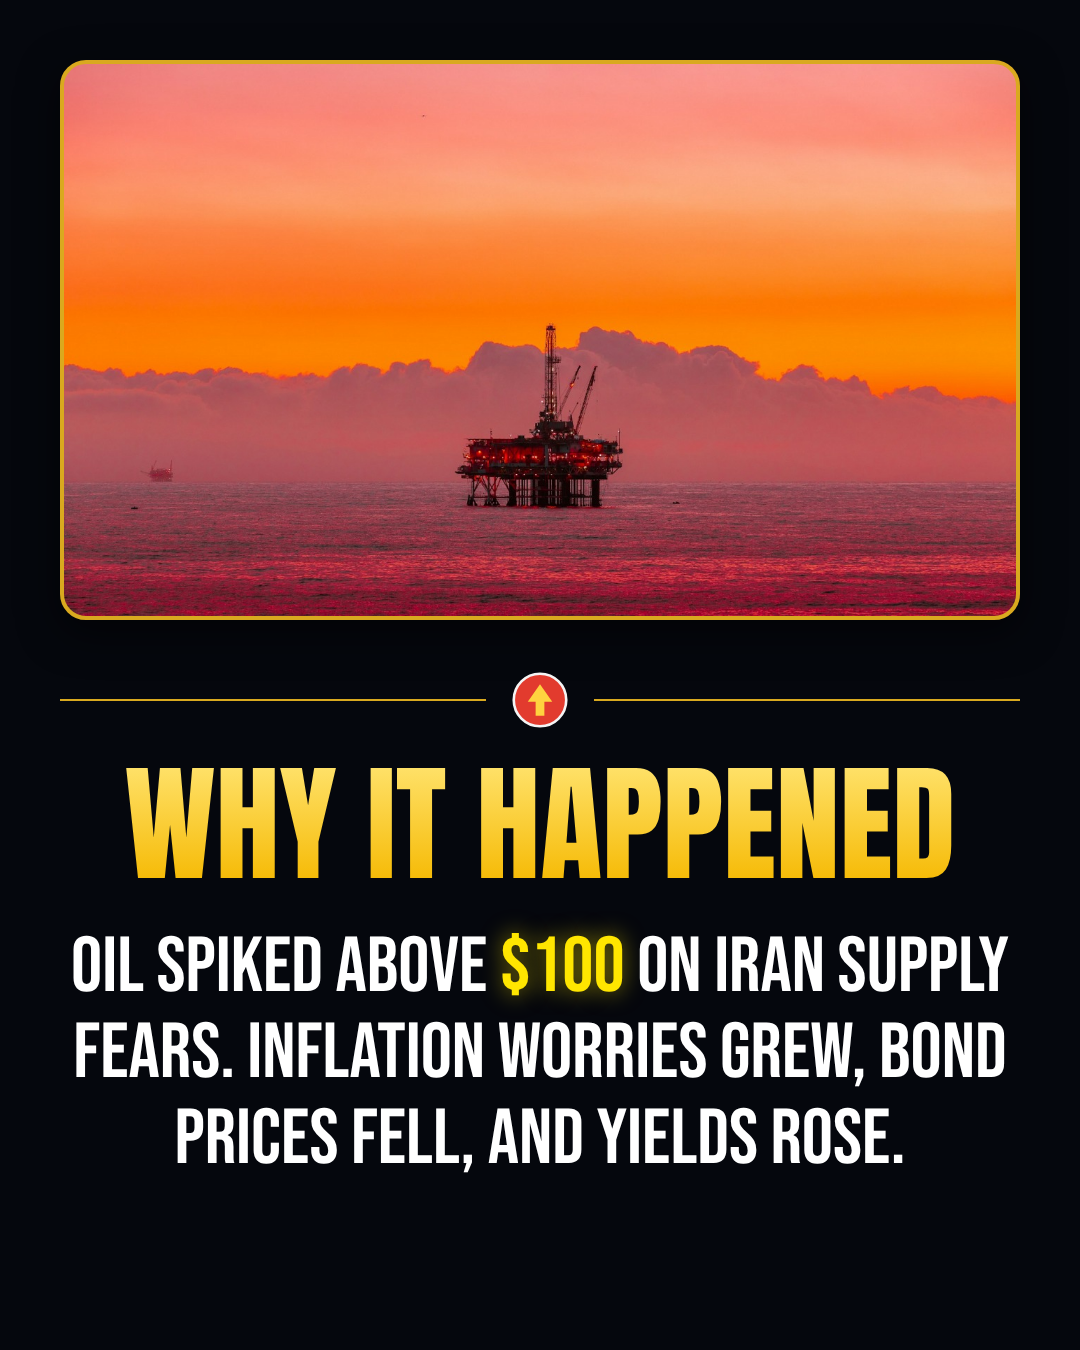 WHY IT HAPPENED
OIL SPIKED ABOVE $100 ON IRAN SUPPLY
FEARS. INFLATION WORRIES GREW, BOND
PRICES FELL, AND YIELDS ROSE.